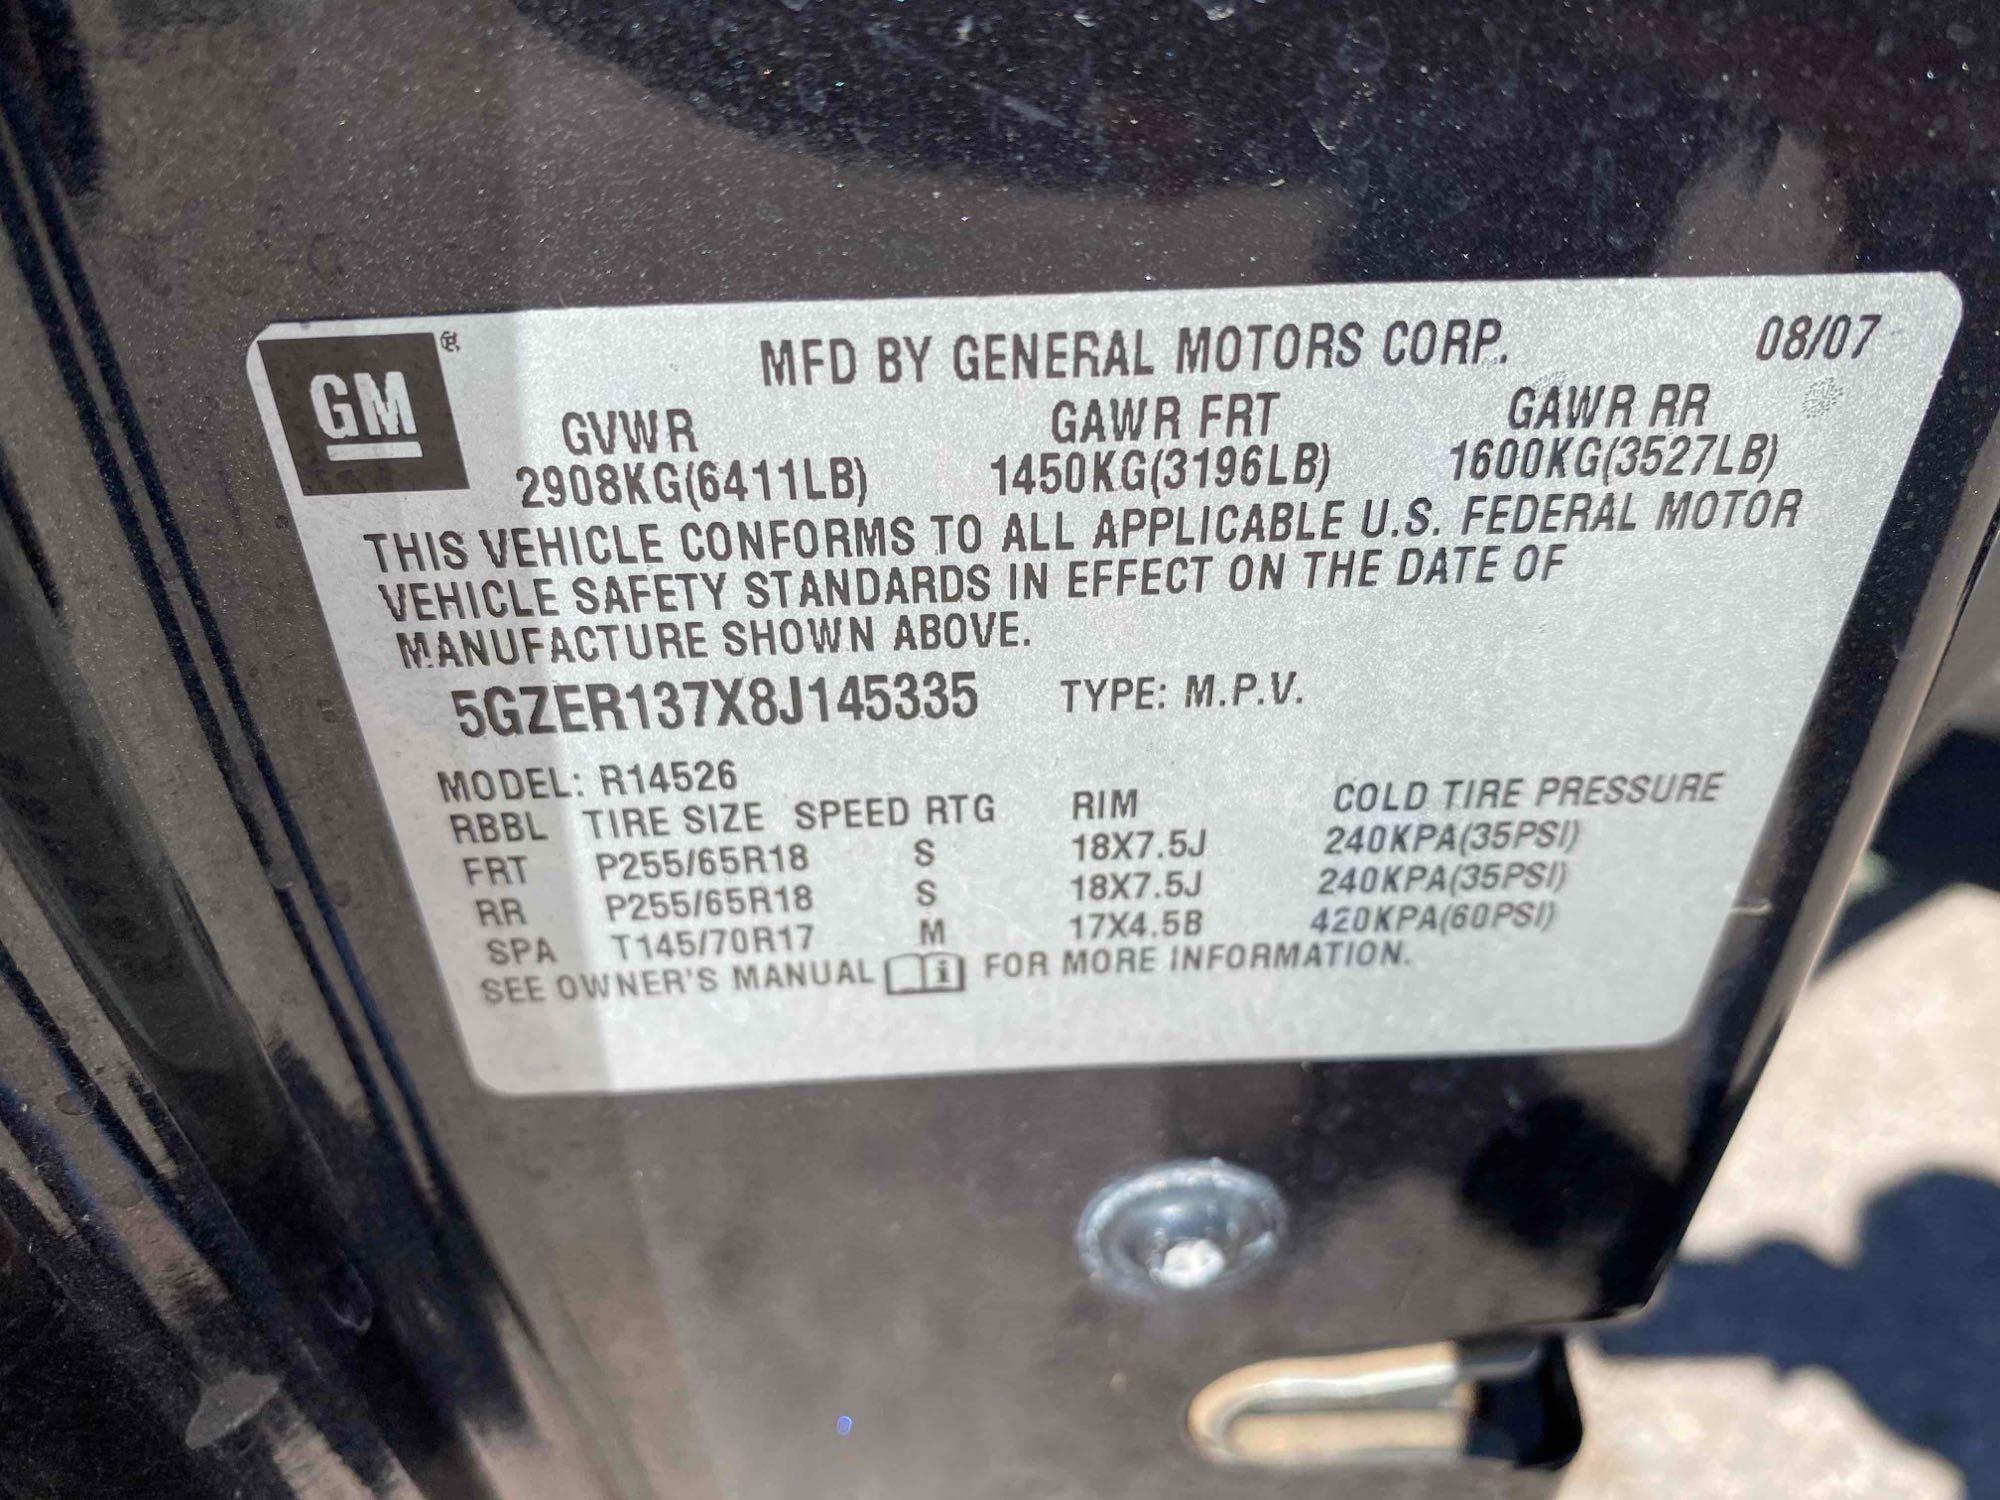 GM ®
MFD BY GENERAL MOTORS CORP. 08/07
GVWR GAWR FRT GAWR RR
2908KG(6411LB) 1450KG(3196LB) 1600KG(3527LB)
THIS VEHICLE CONFORMS TO ALL APPLICABLE U.S. FEDERAL MOTOR
VEHICLE SAFETY STANDARDS IN EFFECT ON THE DATE OF
MANUFACTURE SHOWN ABOVE.
5GZER137X8J145335 TYPE: M.P.V.
MODEL: R14526
RBBL TIRE SIZE SPEED RTG RIM COLD TIRE PRESSURE
FRT P255/65R18 S 18X7.5J 240KPA(35PSI)
RR P255/65R18 S 18X7.5J 240KPA(35PSI)
SPA T145/70R17 M 17X4.5B 420KPA(60PSI)
SEE OWNER'S MANUAL i FOR MORE INFORMATION.